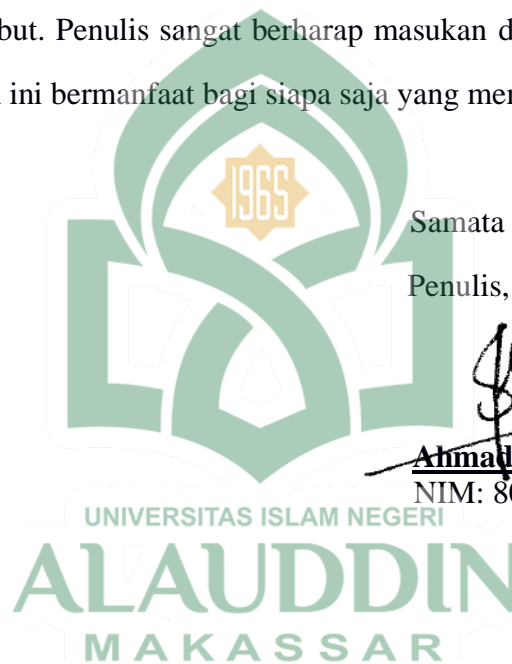 but. Penulis sangat berharap masukan d
ini bermanfaat bagi siapa saja yang mer
1965
Samata
Penulis,
Ahmad
NIM: 80
UNIVERSITAS ISLAM NEGERI
ALAUDDIN
MAKASSAR